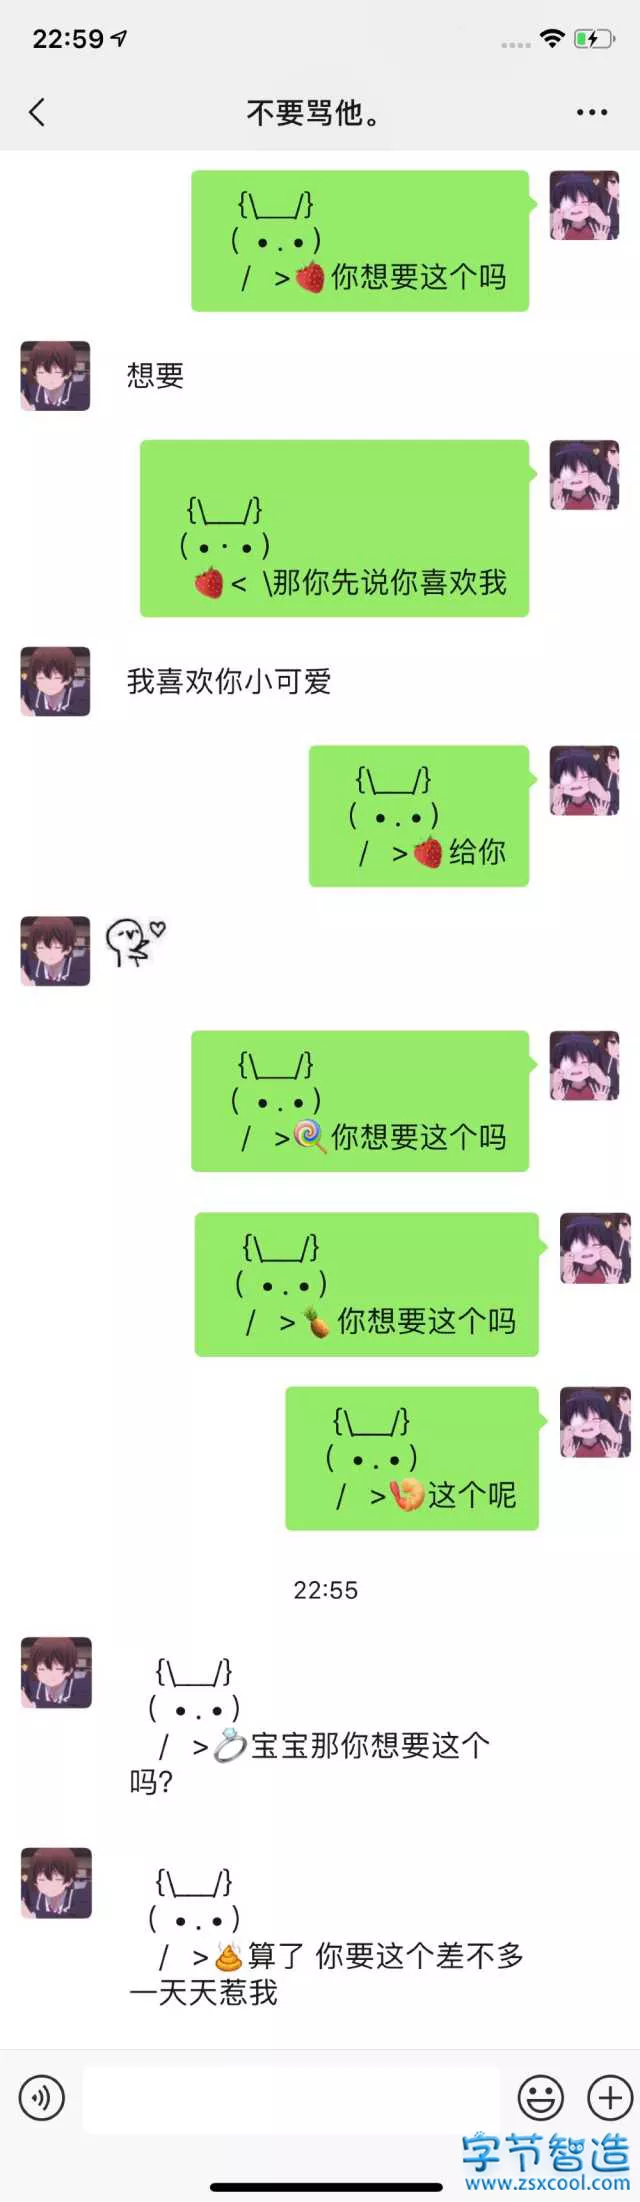 22:59
不要骂他。
{\__/}
( • . • )
/ >🍓你想要这个吗
想要
{\__/}
( • · • )
🍓< \那你先说你喜欢我
我喜欢你小可爱
{\__/}
( • . • )
/ >🍓给你
{\__/}
( • . • )
/ >🍭你想要这个吗
{\__/}
( • . • )
/ >🍍你想要这个吗
{\__/}
( • . • )
/ >🍤这个呢
22:55
{\__/}
( • . • )
/ >💍宝宝那你想要这个
吗?
{\__/}
( • . • )
/ >💩算了 你要这个差不多
一天天惹我
字节智造
www.zsxcool.com